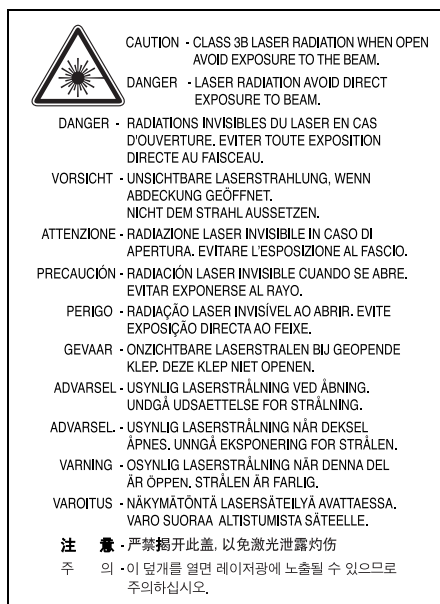 CAUTION - CLASS 3B LASER RADIATION WHEN OPEN
AVOID EXPOSURE TO THE BEAM.
DANGER - LASER RADIATION AVOID DIRECT
EXPOSURE TO BEAM.
DANGER - RADIATIONS INVISIBLES DU LASER EN CAS
D'OUVERTURE. EVITER TOUTE EXPOSITION
DIRECTE AU FAISCEAU.
VORSICHT - UNSICHTBARE LASERSTRAHLUNG, WENN
ABDECKUNG GEÖFFNET.
NICHT DEM STRAHL AUSSETZEN.
ATTENZIONE - RADIAZIONE LASER INVISIBILE IN CASO DI
APERTURA. EVITARE L'ESPOSIZIONE AL FASCIO.
PRECAUCIÓN - RADIACIÓN LASER INVISIBLE CUANDO SE ABRE.
EVITAR EXPONERSE AL RAYO.
PERIGO - RADIAÇÃO LASER INVISÍVEL AO ABRIR. EVITE
EXPOSIÇÃO DIRECTA AO FEIXE.
GEVAAR - ONZICHTBARE LASERSTRALEN BIJ GEOPENDE
KLEP. DEZE KLEP NIET OPENEN.
ADVARSEL - USYNLIG LASERSTRÅLNING VED ÅBNING.
UNDGÅ UDSAETTELSE FOR STRÅLNING.
ADVARSEL. - USYNLIG LASERSTRÅLNING NÅR DEKSEL
ÅPNES. UNNGÅ EKSPONERING FOR STRÅLEN.
VARNING - OSYNLIG LASERSTRÅLNING NÄR DENNA DEL
ÄR ÖPPEN. STRÅLEN ÄR FARLIG.
VAROITUS - NÄKYMÄTÖNTÄ LASERSÄTEILYÄ AVATTAESSA.
VARO SUORAA ALTISTUMISTA SÄTEELLE.
注 意 - 严禁揭开此盖, 以免激光泄露灼伤
주 의 - 이 덮개를 열면 레이저광에 노출될 수 있으므로
주의하십시오.